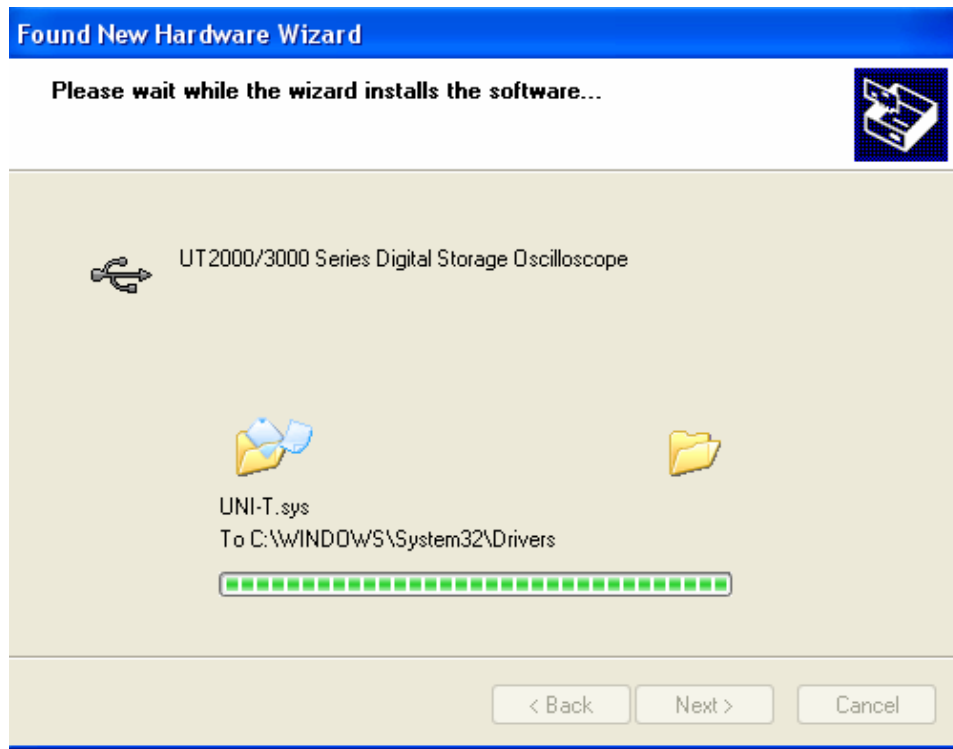 Found New Hardware Wizard
Please wait while the wizard installs the software...
UT2000/3000 Series Digital Storage Oscilloscope
UNI-T.sys
To C:\WINDOWS\System32\Drivers
< Back Next > Cancel